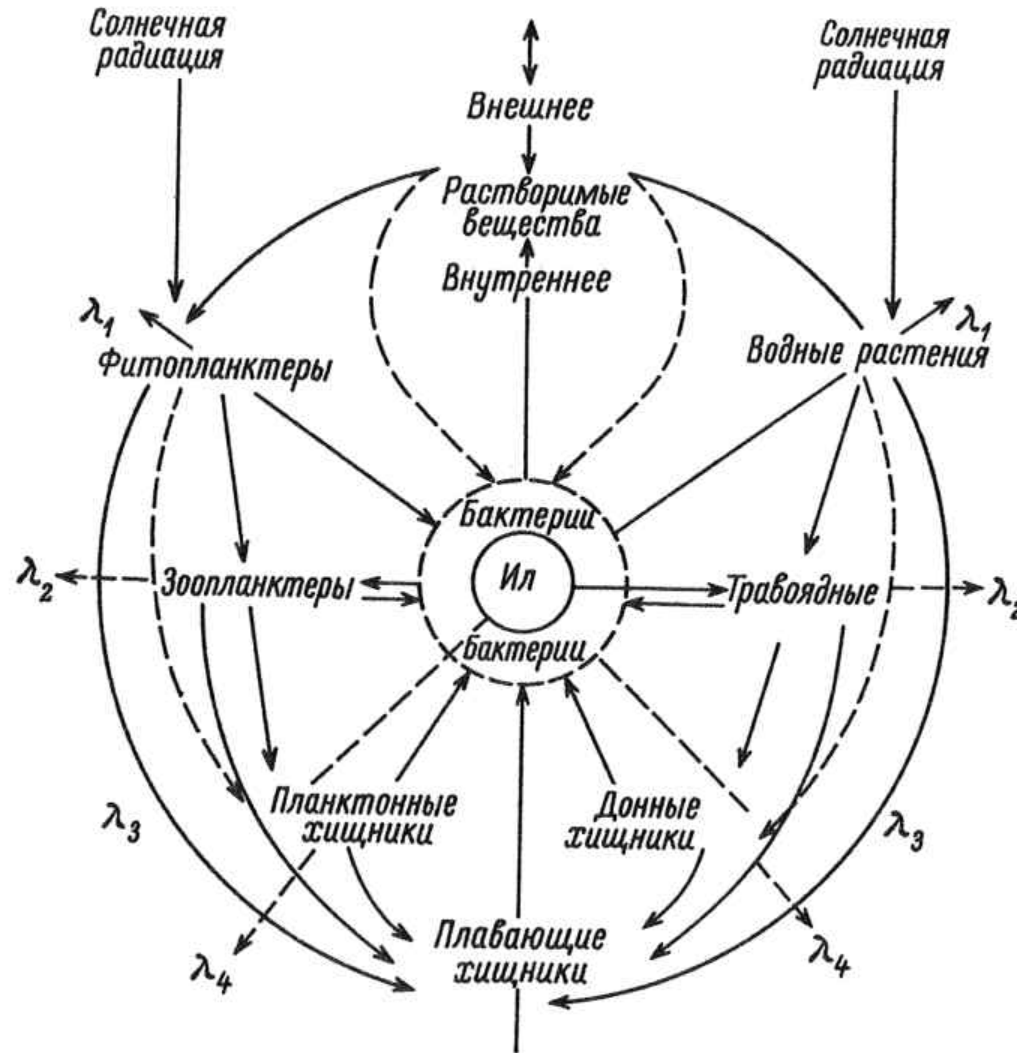 Солнечная
радиация
Солнечная
радиация
Внешнее
Растворимые
вещества
Внутреннее
λ₁
λ₁
Фитопланктеры
Водные растения
Бактерии
Ил
Бактерии
λ₂
Зоопланктеры
Травоядные
λ₂
Планктонные
хищники
Донные
хищники
λ₃
λ₃
Плавающие
хищники
λ₄
λ₄